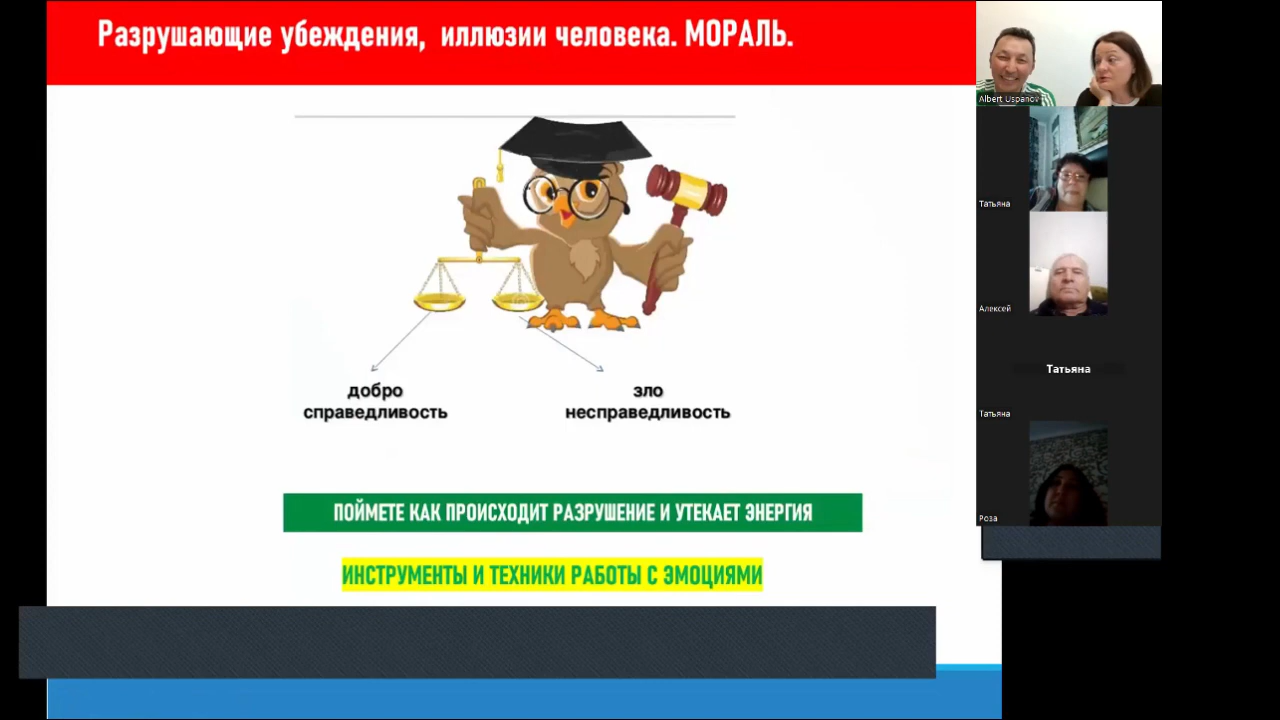 Разрушающие убеждения, иллюзии человека. МОРАЛЬ.
добро
справедливость
зло
несправедливость
ПОЙМЕТЕ КАК ПРОИСХОДИТ РАЗРУШЕНИЕ И УТЕКАЕТ ЭНЕРГИЯ
ИНСТРУМЕНТЫ И ТЕХНИКИ РАБОТЫ С ЭМОЦИЯМИ
Albert Uspanov
Татьяна
Алексей
Татьяна
Татьяна
Роза